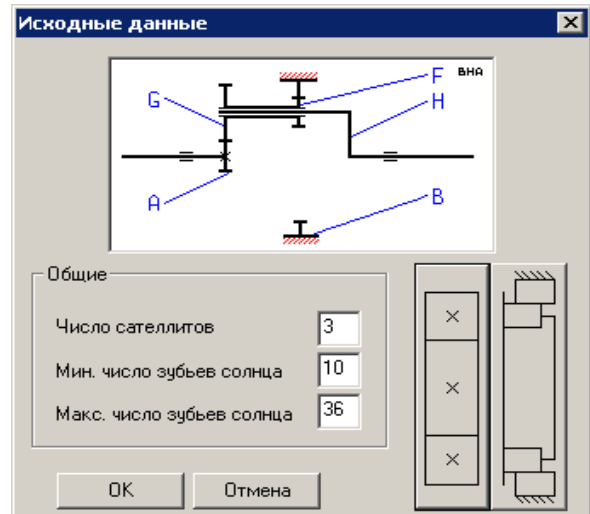 Исходные данные
G
F
вна
H
A
B
Общие
Число сателлитов
3
Мин. число зубьев солнца
10
Макс. число зубьев солнца
36
OK
Отмена